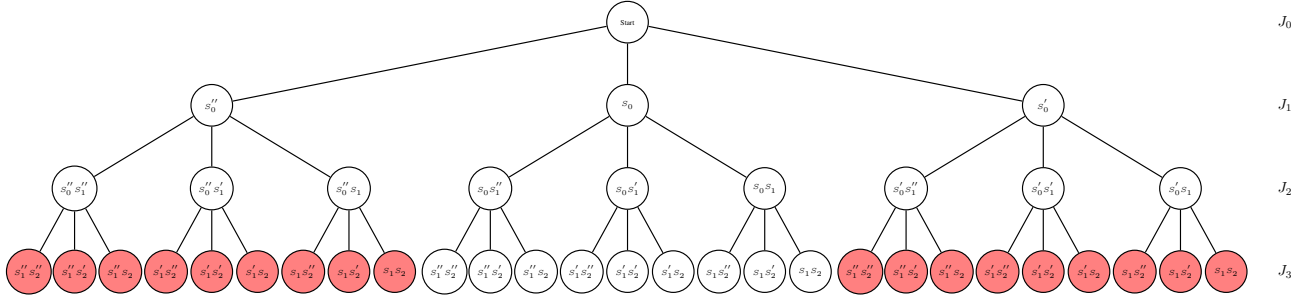 Start J₀
s₀″ s₀ s₀′ J₁
s₀″s₁″ s₀″s₁′ s₀″s₁ s₀s₁″ s₀s₁′ s₀s₁ s₀′s₁″ s₀′s₁′ s₀′s₁ J₂
s₁″s₂″ s₁″s₂′ s₁″s₂ s₁′s₂″ s₁′s₂′ s₁′s₂ s₁s₂″ s₁s₂′ s₁s₂ s₁″s₂″ s₁″s₂′ s₁″s₂ s₁′s₂″ s₁′s₂′ s₁′s₂ s₁s₂″ s₁s₂′ s₁s₂ s₁″s₂″ s₁″s₂′ s₁″s₂ s₁′s₂″ s₁′s₂′ s₁′s₂ s₁s₂″ s₁s₂′ s₁s₂ J₃